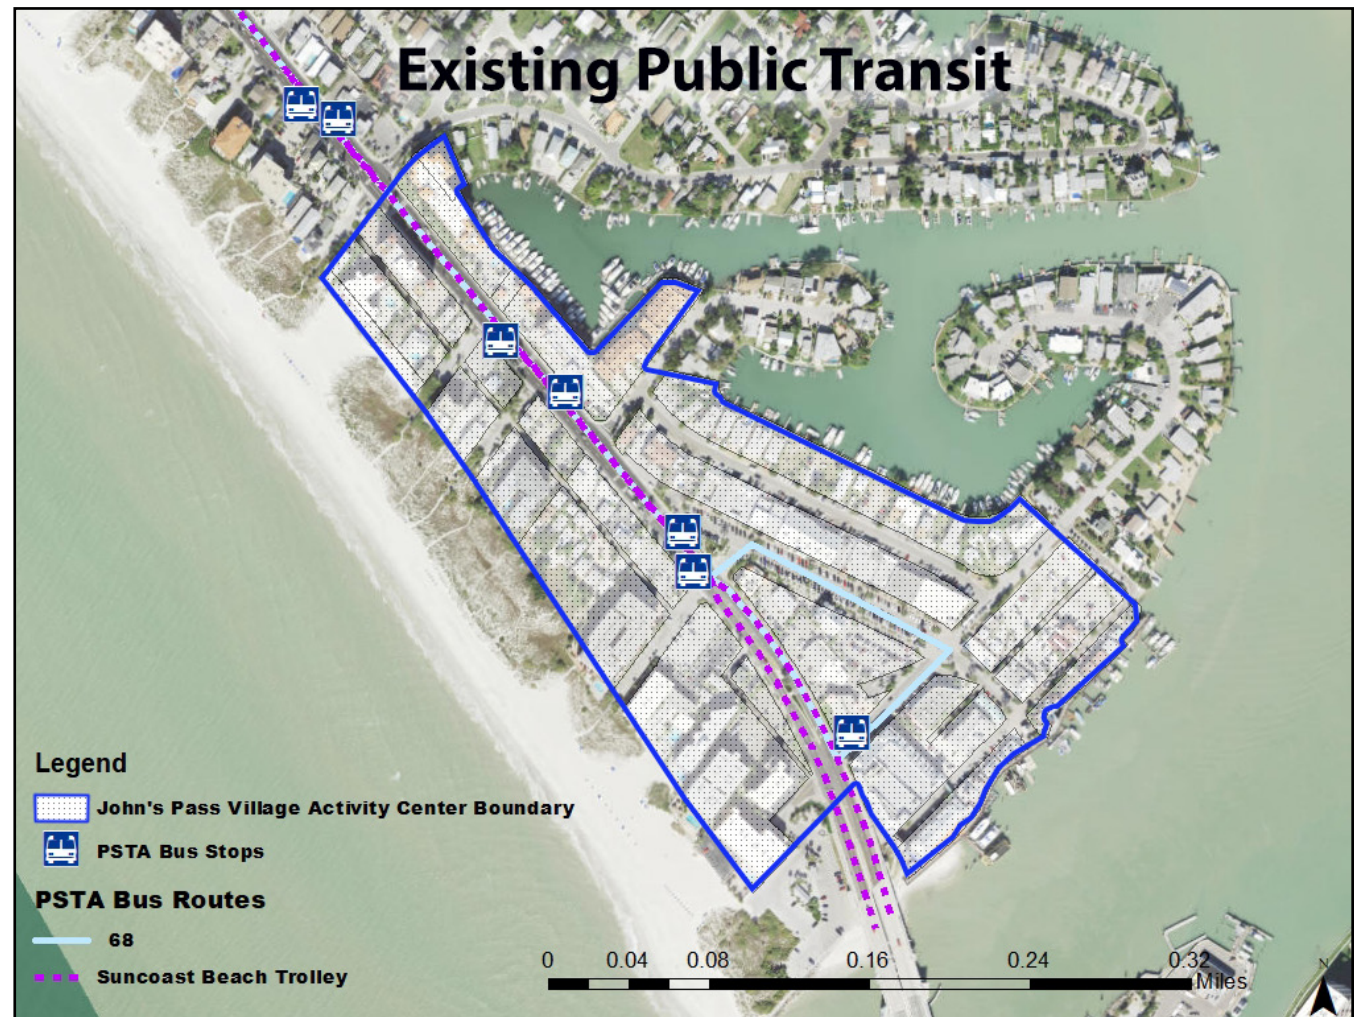 Existing Public Transit
Legend
John's Pass Village Activity Center Boundary
PSTA Bus Stops
PSTA Bus Routes
68
Suncoast Beach Trolley
0 0.04 0.08 0.16 0.24 0.32
Miles
N